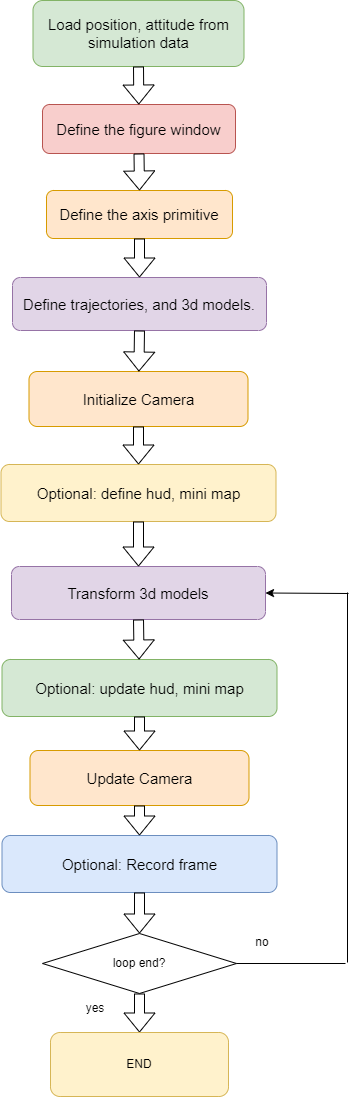 Load position, attitude from
simulation data
Define the figure window
Define the axis primitive
Define trajectories, and 3d models.
Initialize Camera
Optional: define hud, mini map
Transform 3d models
Optional: update hud, mini map
Update Camera
Optional: Record frame
no
loop end?
yes
END